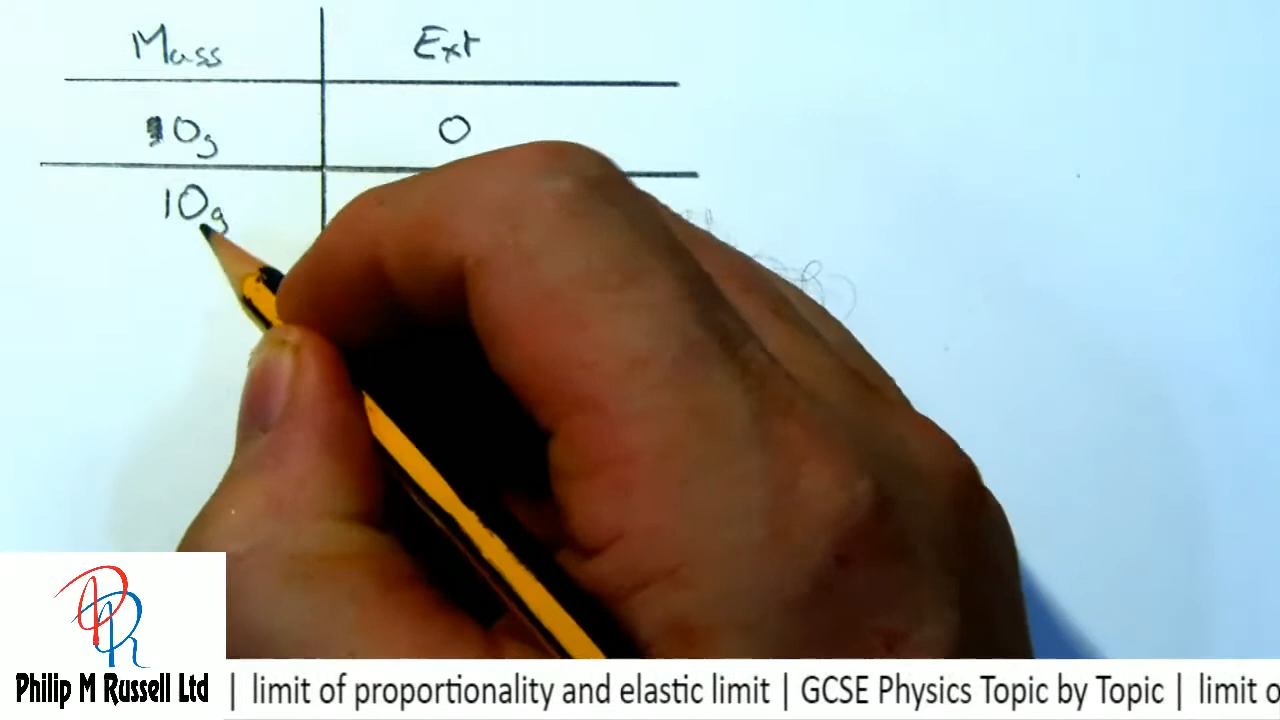 Mass Ext
10g 0
10g
Philip M Russell Ltd
| limit of proportionality and elastic limit | GCSE Physics Topic by Topic | limit o